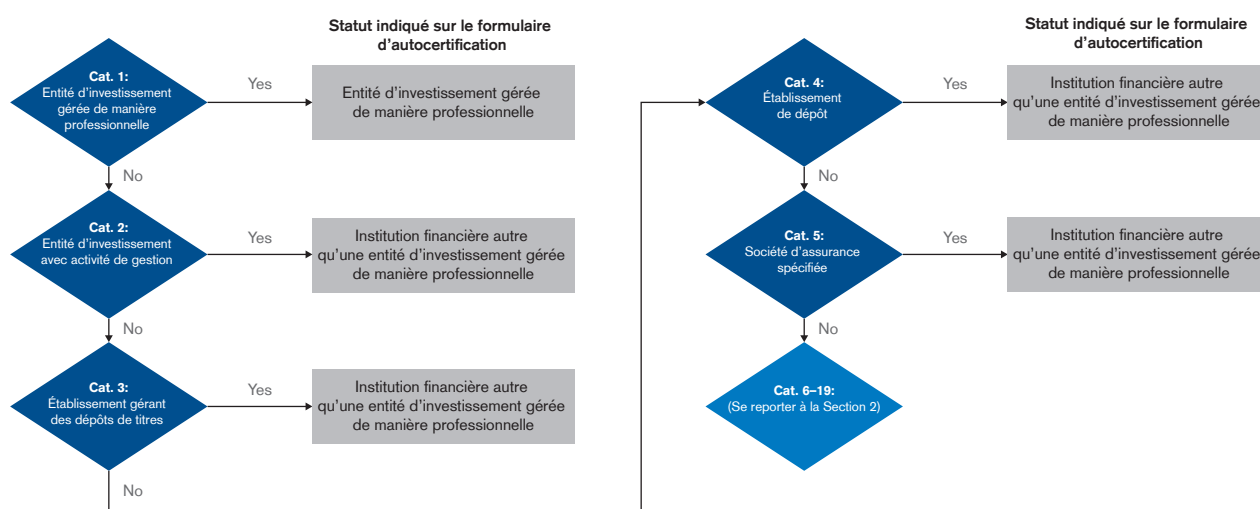 Statut indiqué sur le formulaire
d'autocertification
Cat. 1:
Entité d'investissement
gérée de manière
professionnelle
Yes
Entité d'investissement gérée
de manière professionnelle
No
Cat. 2:
Entité d'investissement
avec activité de gestion
Yes
Institution financière autre
qu'une entité d'investissement gérée
de manière professionnelle
No
Cat. 3:
Établissement gérant
des dépôts de titres
Yes
Institution financière autre
qu'une entité d'investissement gérée
de manière professionnelle
No
Statut indiqué sur le formulaire
d'autocertification
Cat. 4:
Établissement
de dépôt
Yes
Institution financière autre
qu'une entité d'investissement gérée
de manière professionnelle
No
Cat. 5:
Société d'assurance
spécifiée
Yes
Institution financière autre
qu'une entité d'investissement gérée
de manière professionnelle
No
Cat. 6–19:
(Se reporter à la Section 2)